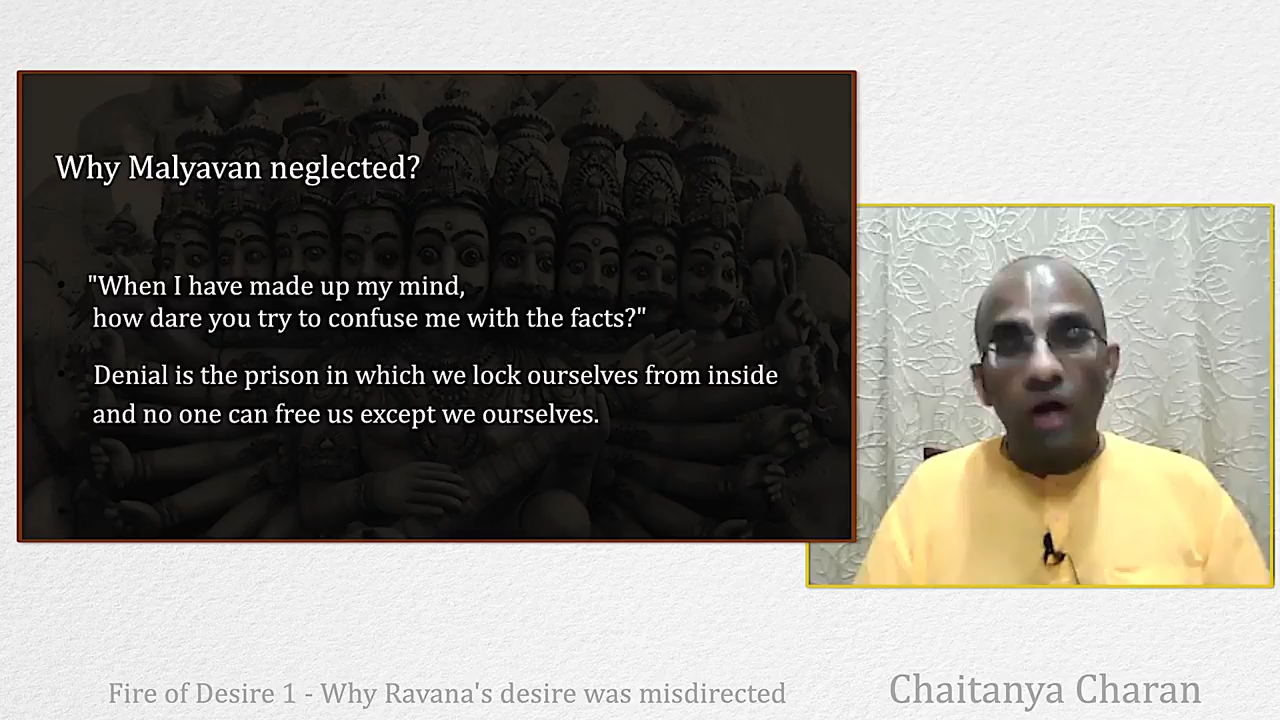 Why Malyavan neglected?
"When I have made up my mind,
how dare you try to confuse me with the facts?"
Denial is the prison in which we lock ourselves from inside
and no one can free us except we ourselves.
Fire of Desire 1 - Why Ravana's desire was misdirected
Chaitanya Charan